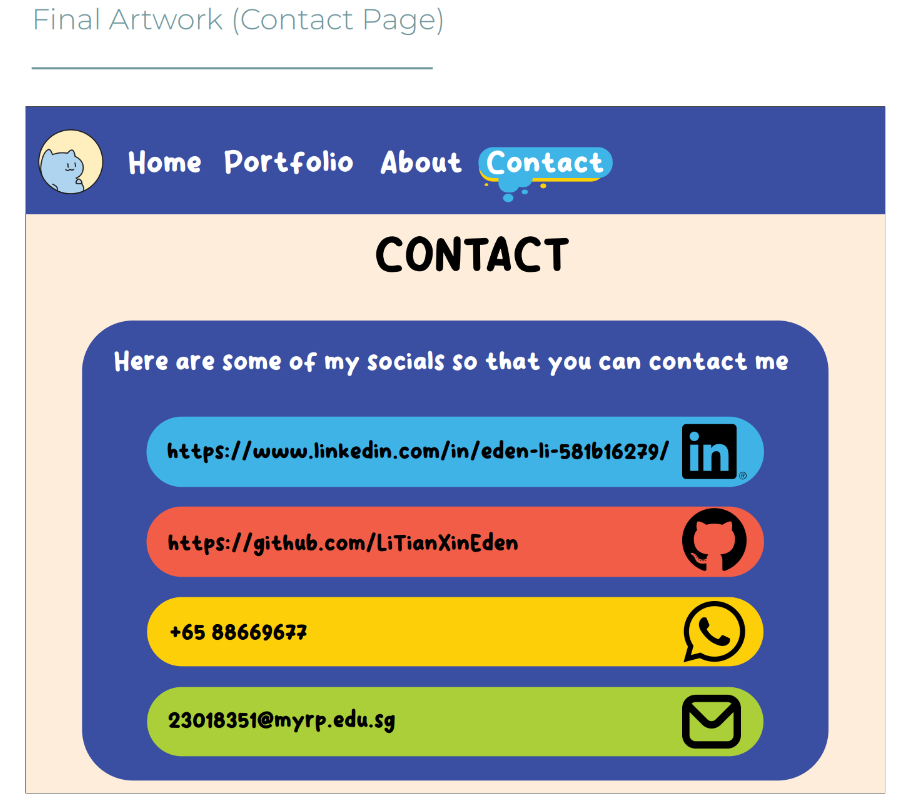 Final Artwork (Contact Page)
Home Portfolio About Contact
CONTACT
Here are some of my socials so that you can contact me
https://www.linkedin.com/in/eden-li-581b16279/ in®
https://github.com/LiTianXinEden
+65 88669677
23018351@myrp.edu.sg